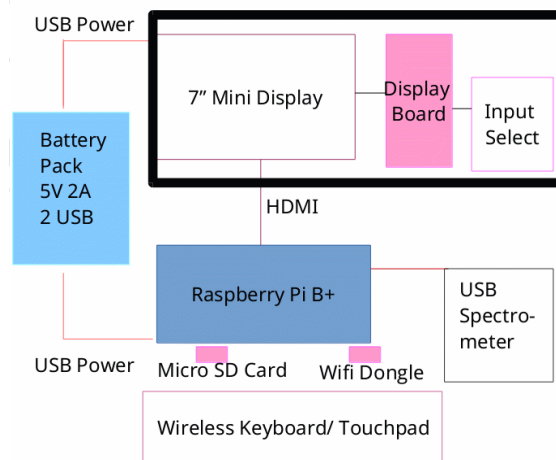 USB Power
7” Mini Display
Display
Board
Input
Select
Battery
Pack
5V 2A
2 USB
HDMI
Raspberry Pi B+
USB
Spectro-
meter
USB Power
Micro SD Card
Wifi Dongle
Wireless Keyboard/ Touchpad